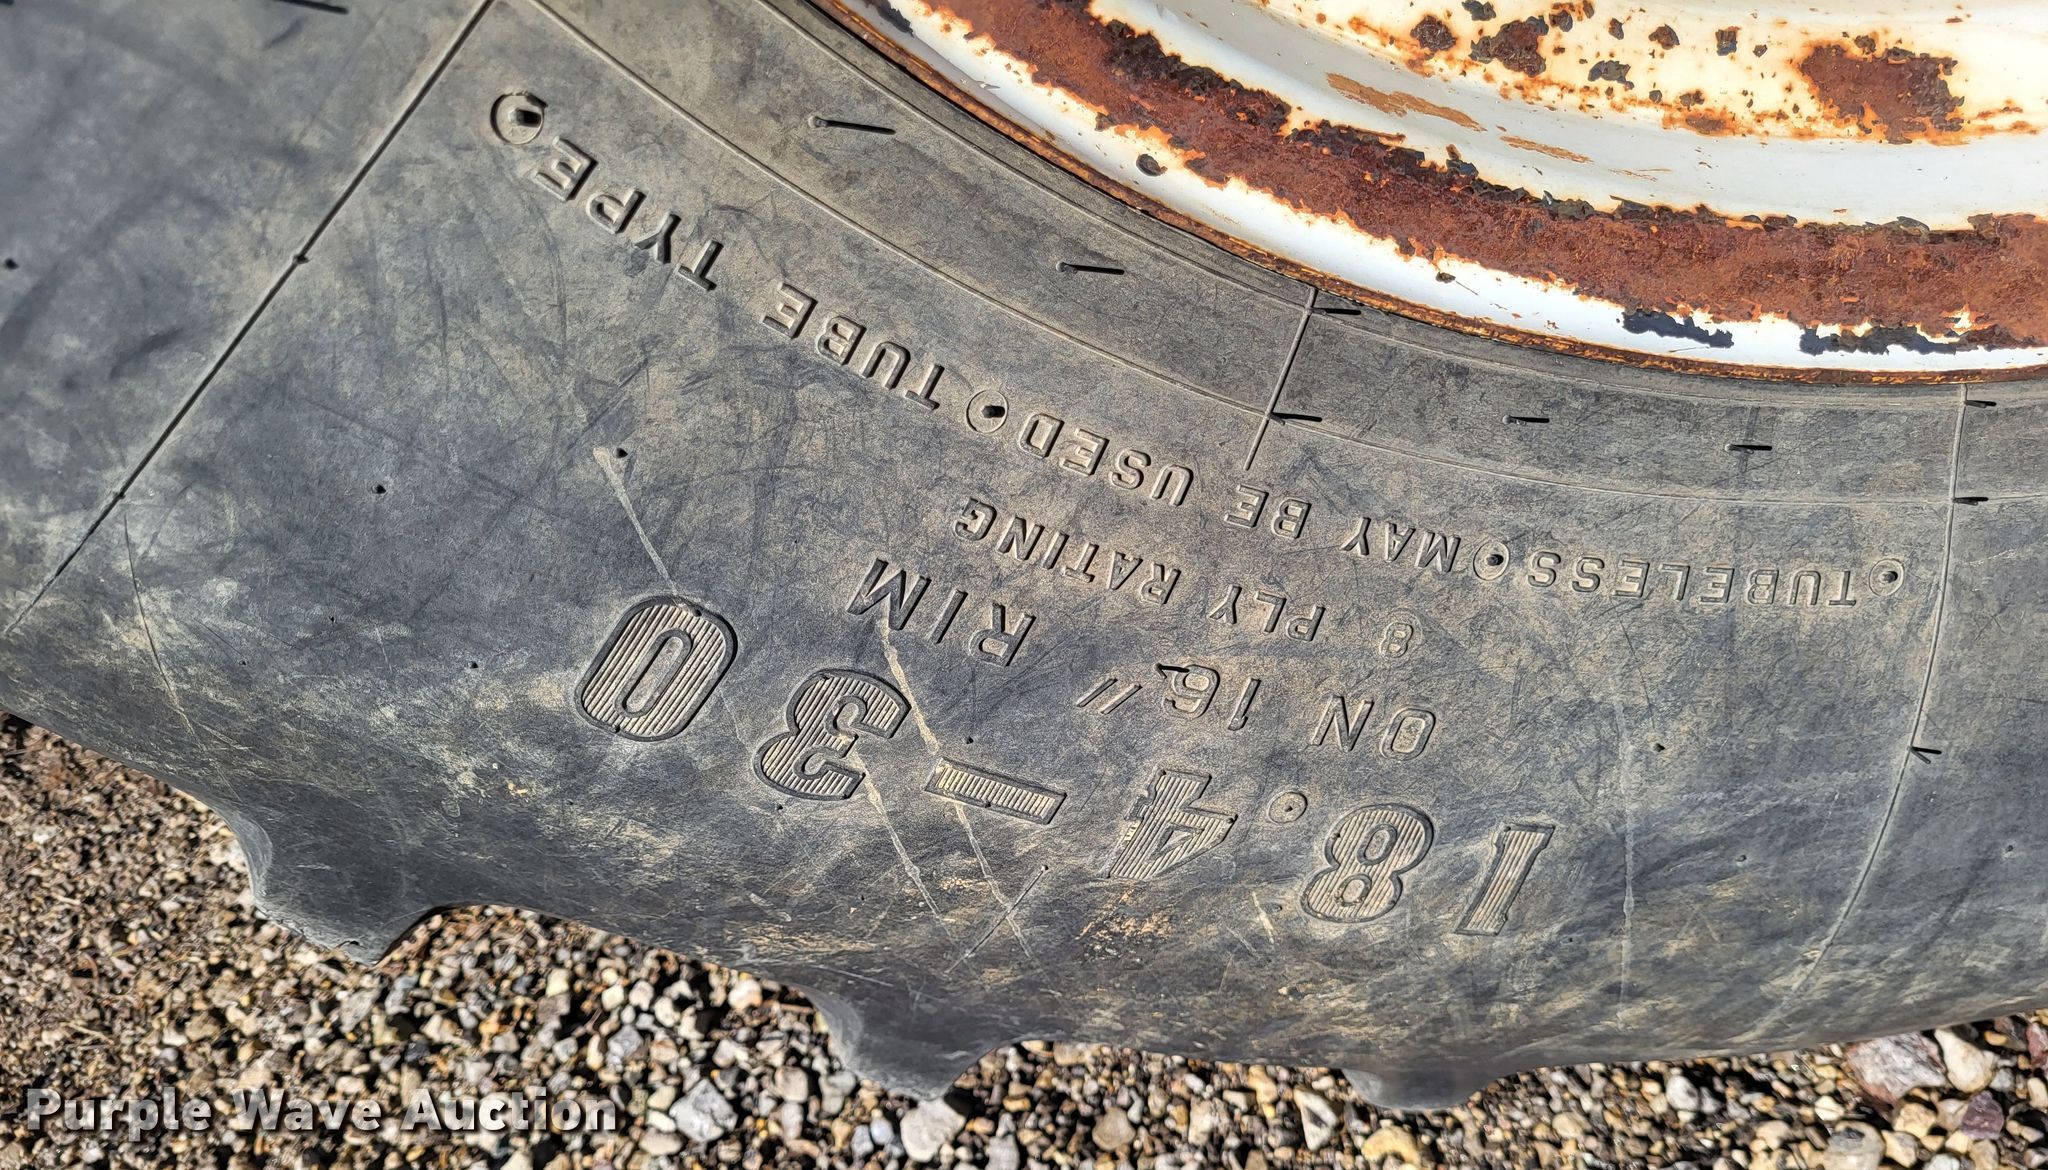 TUBELESS MAY BE USED TUBE TYPE
8 PLY RATING
ON 16" RIM
18.4-30
Purple Wave Auction